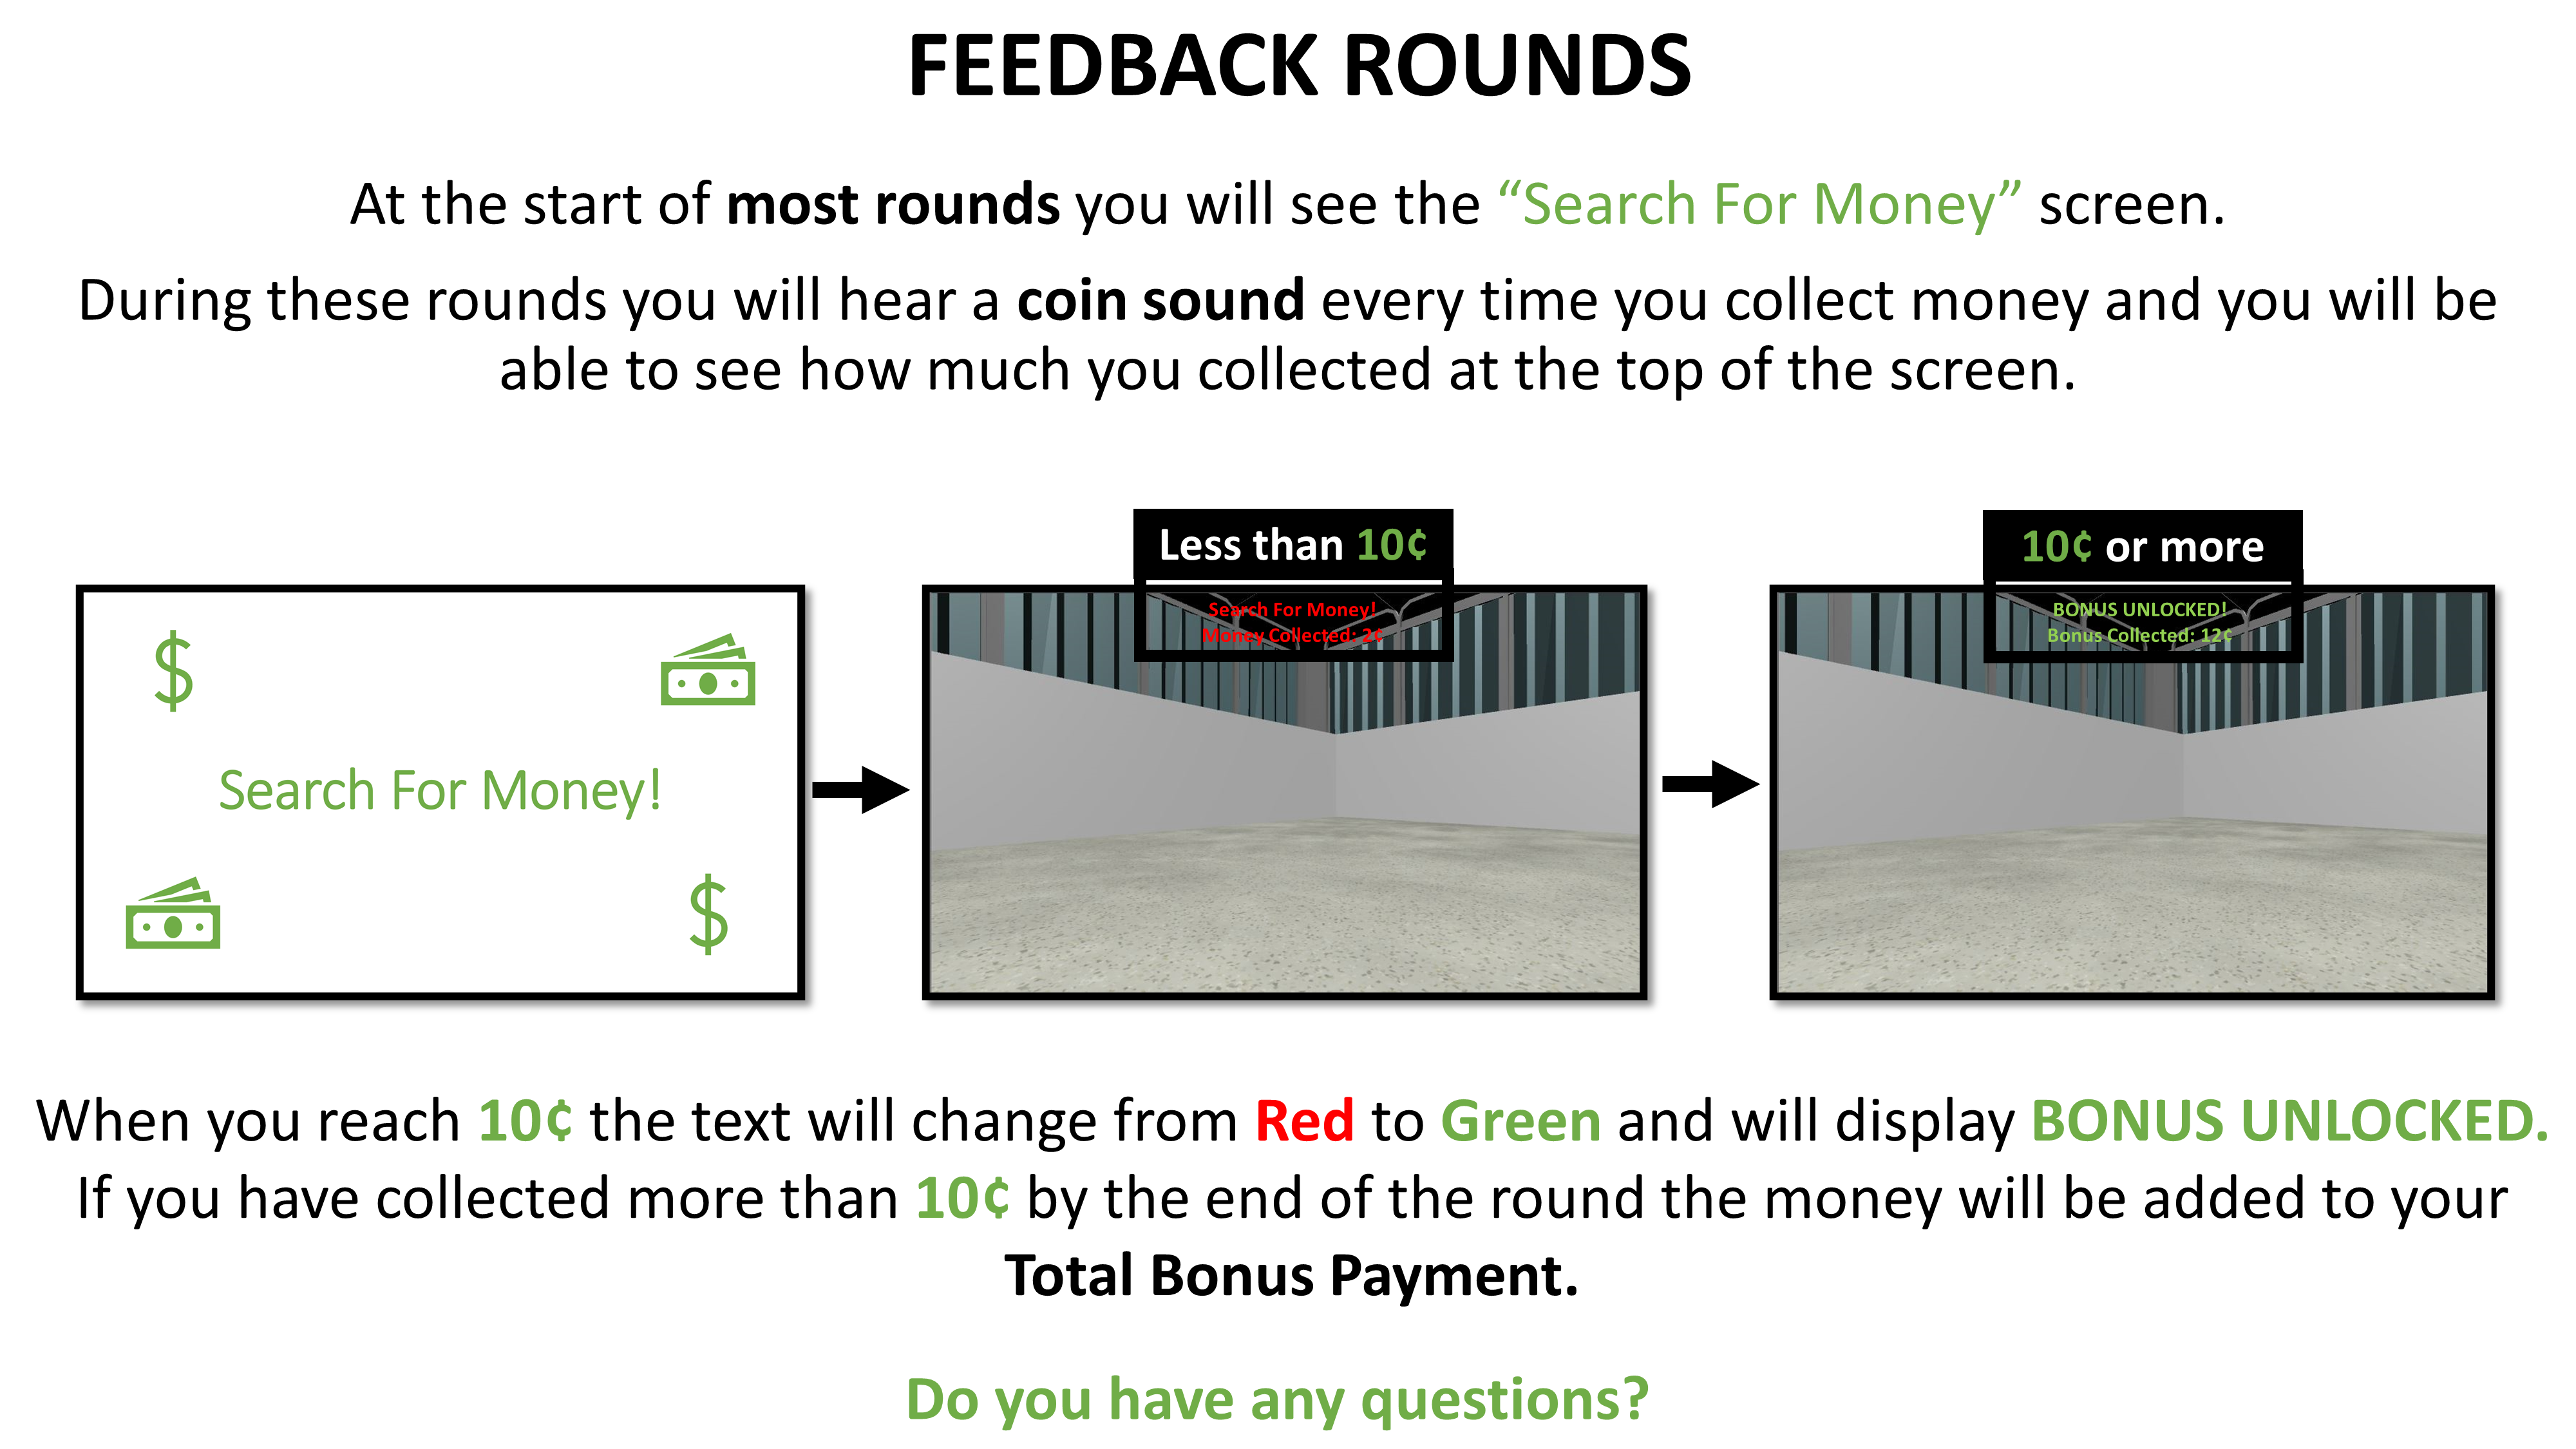 FEEDBACK ROUNDS
At the start of most rounds you will see the “Search For Money” screen.
During these rounds you will hear a coin sound every time you collect money and you will be
able to see how much you collected at the top of the screen.
$
Search For Money!
$
Less than 10¢
Search For Money!
Money Collected: 2¢
10¢ or more
BONUS UNLOCKED!
Bonus Collected: 12¢
When you reach 10¢ the text will change from Red to Green and will display BONUS UNLOCKED.
If you have collected more than 10¢ by the end of the round the money will be added to your
Total Bonus Payment.
Do you have any questions?